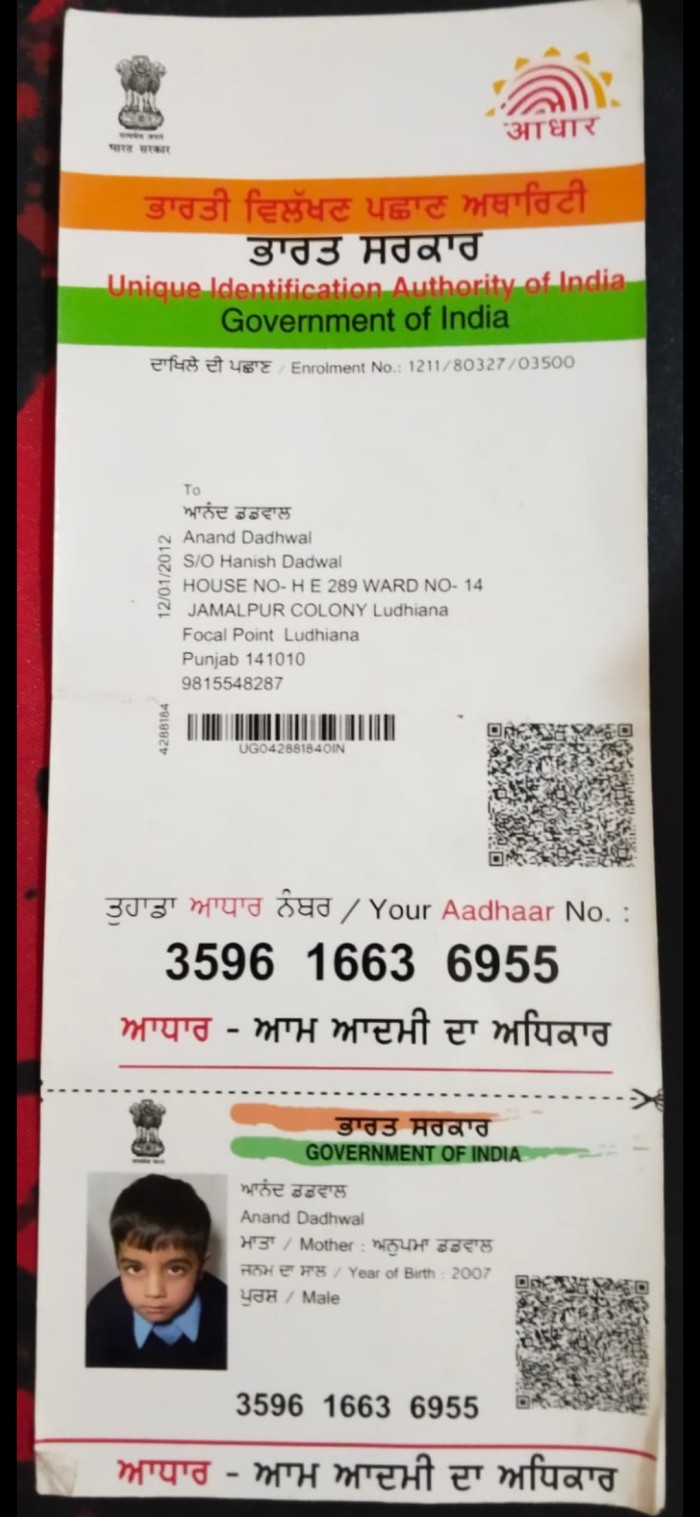 भारत सरकार
आधार
ਭਾਰਤੀ ਵਿਲੱਖਣ ਪਛਾਣ ਅਥਾਰਿਟੀ
ਭਾਰਤ ਸਰਕਾਰ
Unique Identification Authority of India
Government of India
ਦਾਖਿਲੇ ਦੀ ਪਛਾਣ / Enrolment No.: 1211/80327/03500
To
ਆਨੰਦ ਡਡਵਾਲ
Anand Dadhwal
S/O Hanish Dadwal
HOUSE NO- H E 289 WARD NO- 14
JAMALPUR COLONY Ludhiana
Focal Point Ludhiana
Punjab 141010
9815548287
12/01/2012
4288184
UG042881840IN
ਤੁਹਾਡਾ ਆਧਾਰ ਨੰਬਰ / Your Aadhaar No. :
3596 1663 6955
ਆਧਾਰ - ਆਮ ਆਦਮੀ ਦਾ ਅਧਿਕਾਰ
ਭਾਰਤ ਸਰਕਾਰ
GOVERNMENT OF INDIA
ਆਨੰਦ ਡਡਵਾਲ
Anand Dadhwal
ਮਾਤਾ / Mother : ਅਨੁਪਮਾ ਡਡਵਾਲ
ਜਨਮ ਦਾ ਸਾਲ / Year of Birth : 2007
ਪੁਰਸ਼ / Male
3596 1663 6955
ਆਧਾਰ - ਆਮ ਆਦਮੀ ਦਾ ਅਧਿਕਾਰ